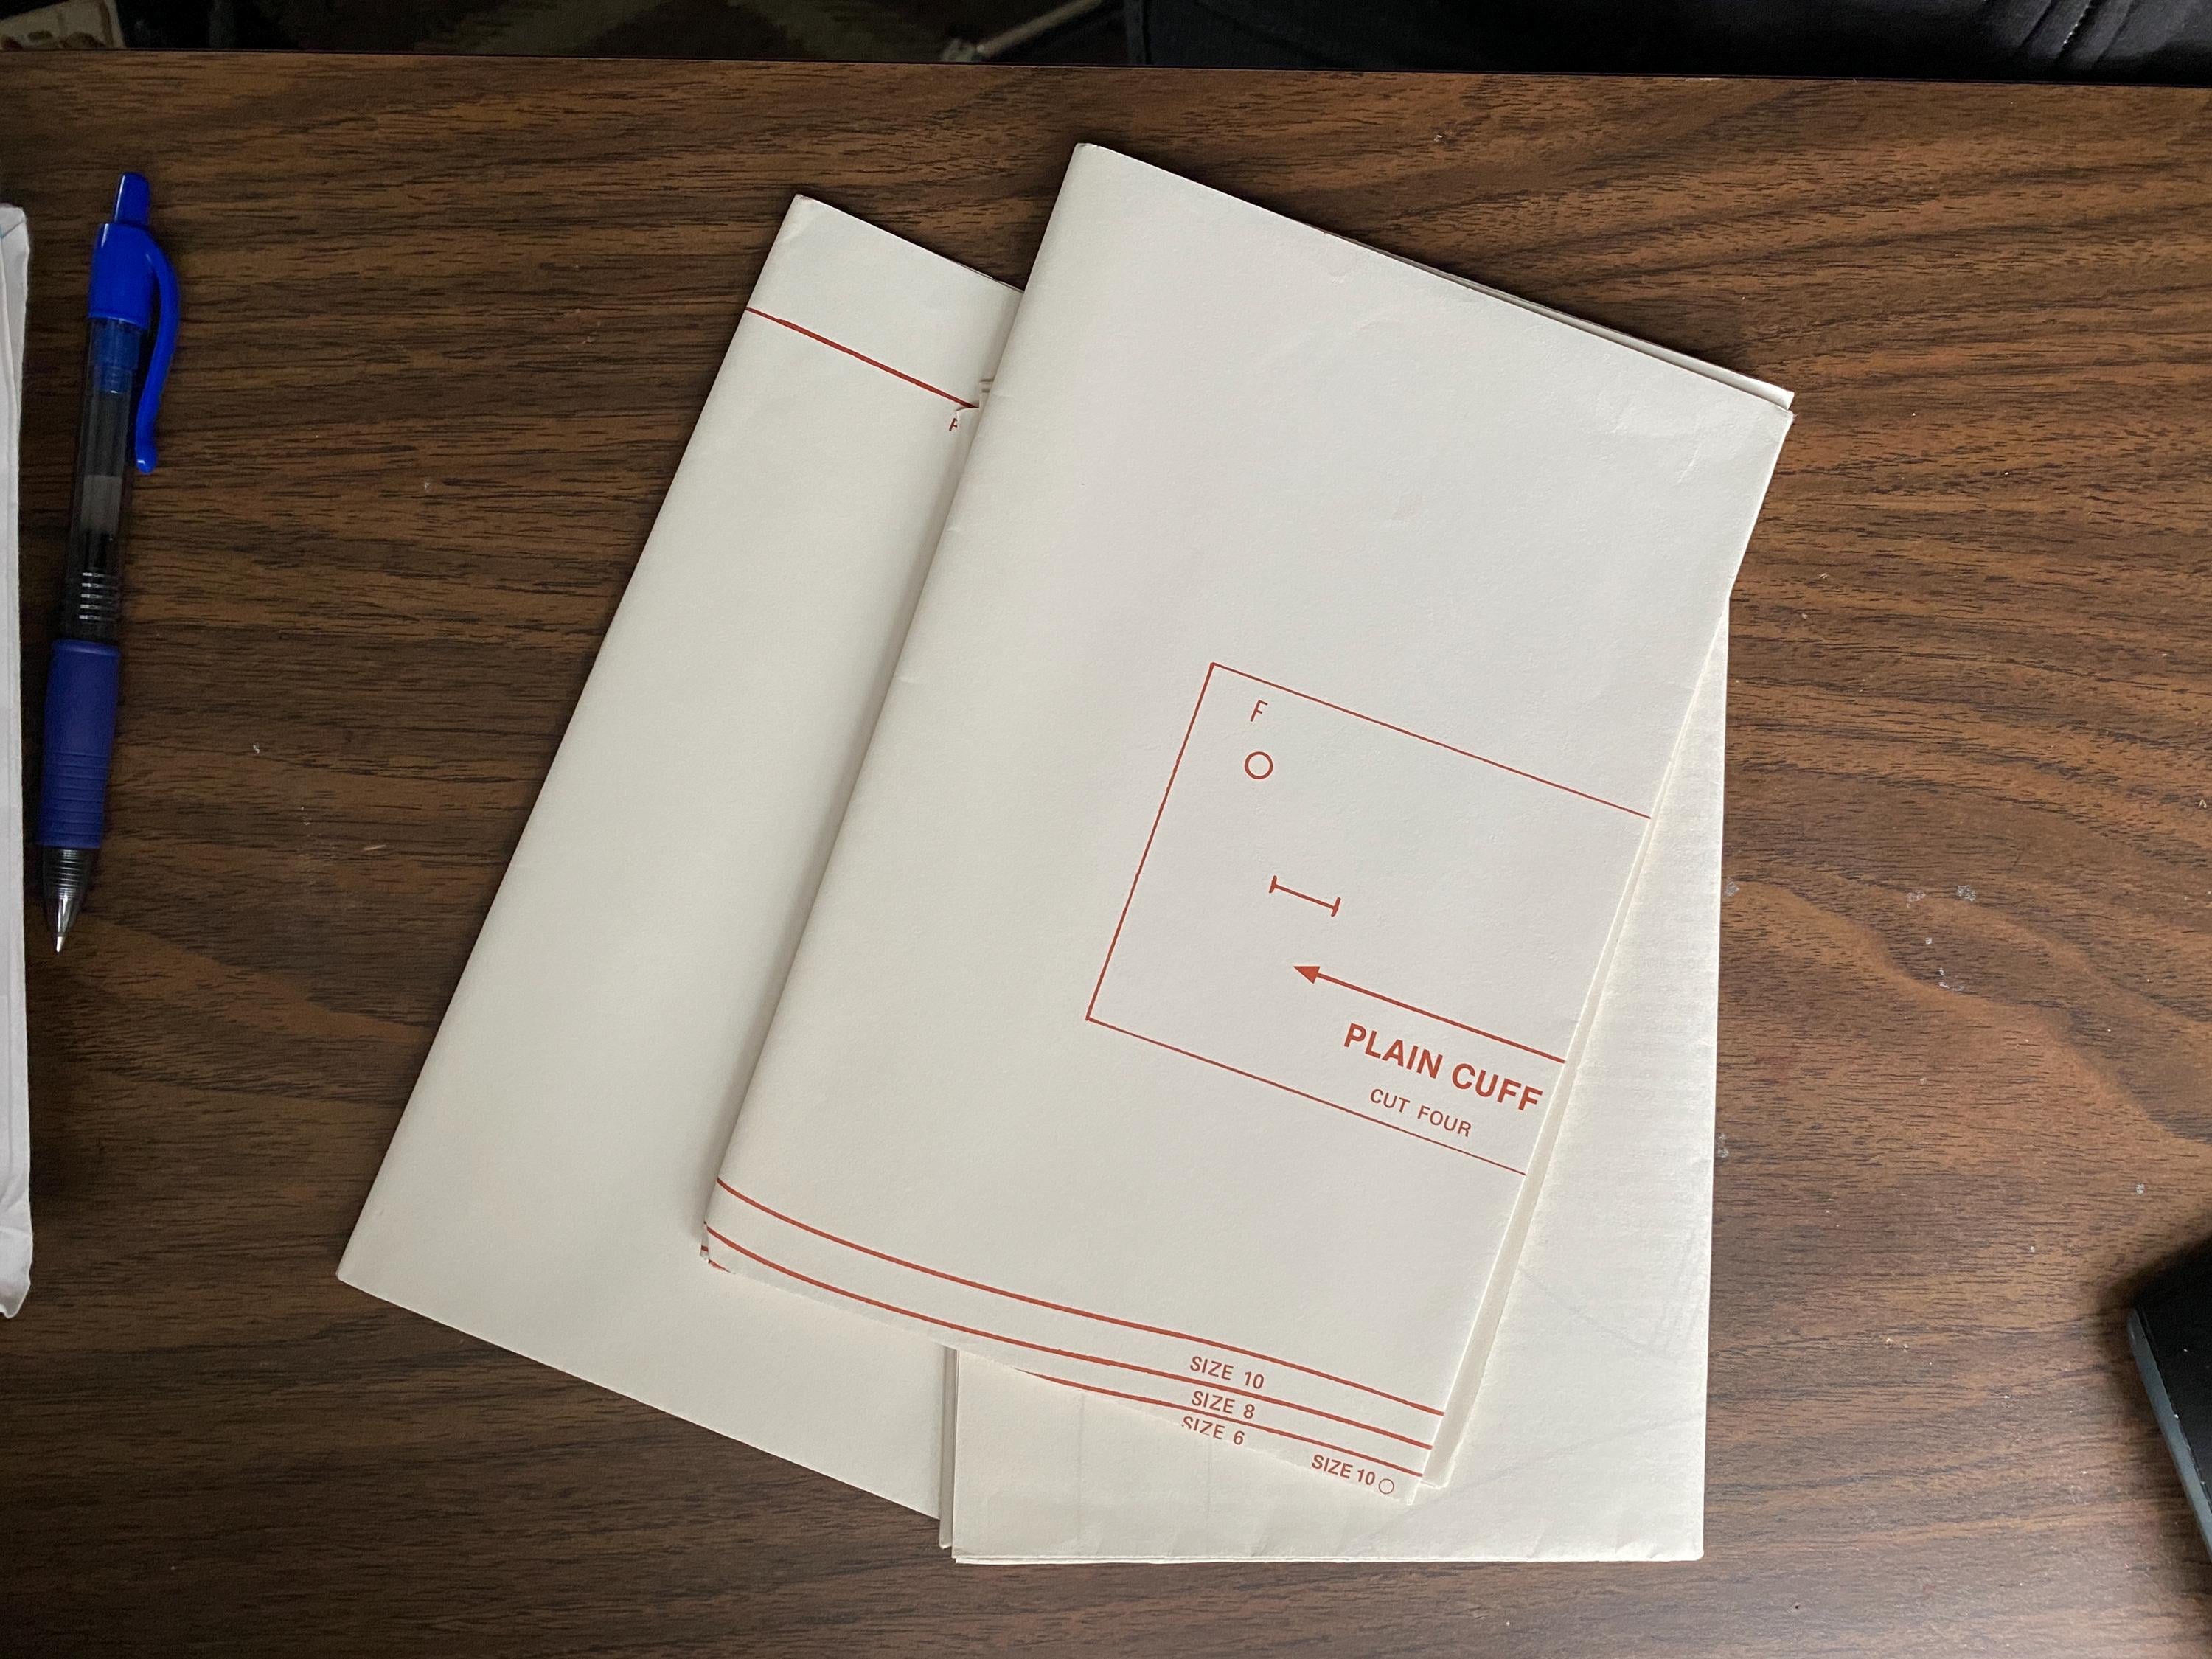 F
PLAIN CUFF
CUT FOUR
SIZE 10
SIZE 8
SIZE 6
SIZE 10